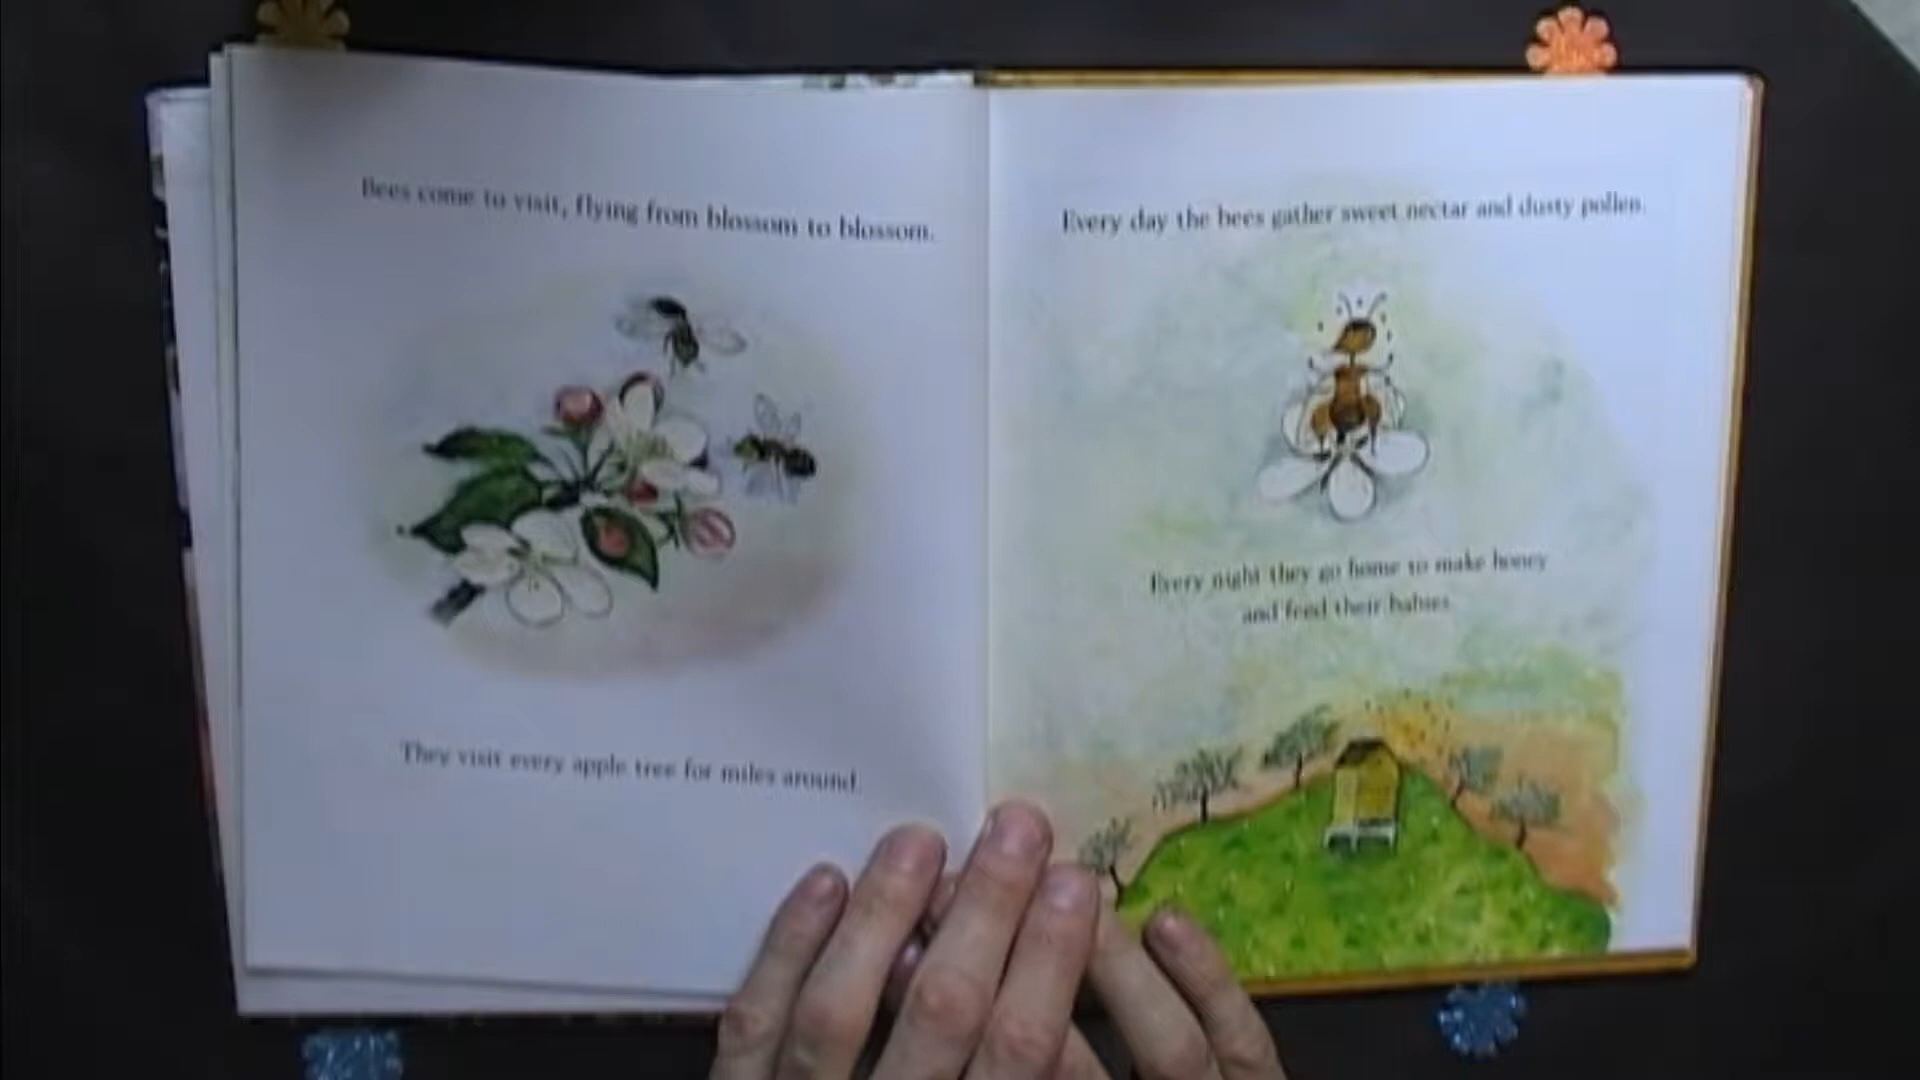 Bees come to visit, flying from blossom to blossom.
They visit every apple tree for miles around.
Every day the bees gather sweet nectar and dusty pollen.
Every night they go home to make honey
and feed their babies.